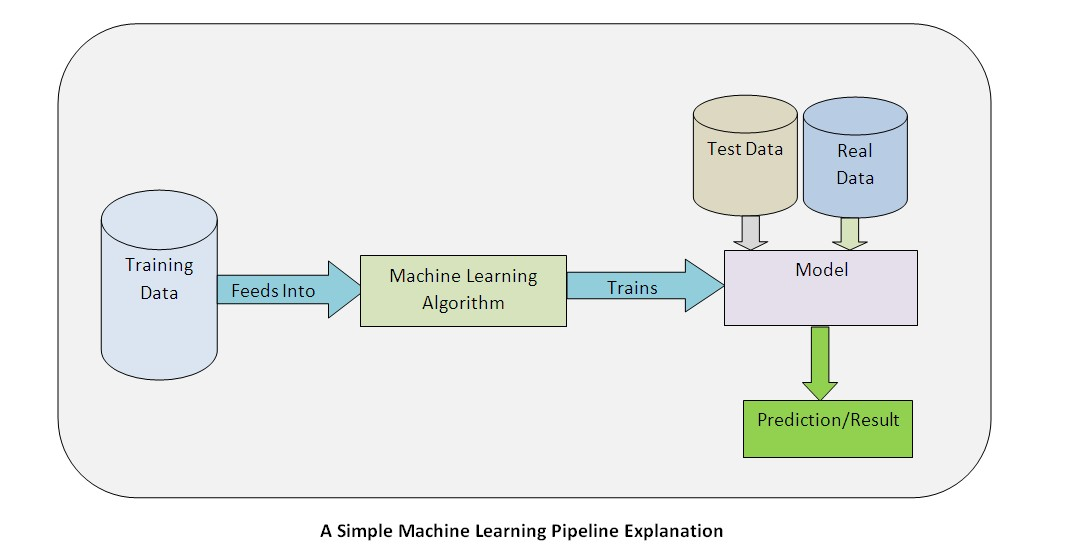 Test Data
Real
Data
Training
Data
Feeds Into
Machine Learning
Algorithm
Trains
Model
Prediction/Result
A Simple Machine Learning Pipeline Explanation